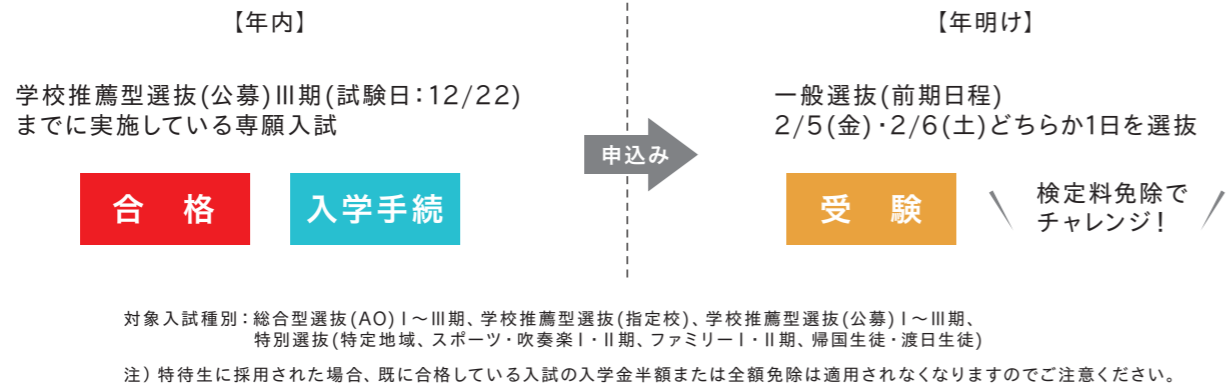 【年内】
【年明け】
学校推薦型選抜(公募)Ⅲ期(試験日：12/22)
までに実施している専願入試
合　格
入学手続
申込み
一般選抜(前期日程)
2/5(金)・2/6(土)どちらか1日を選抜
受　験
検定料免除で
チャレンジ！
対象入試種別：総合型選抜(AO)Ⅰ～Ⅲ期、学校推薦型選抜(指定校)、学校推薦型選抜(公募)Ⅰ～Ⅲ期、
特別選抜(特定地域、スポーツ・吹奏楽Ⅰ・Ⅱ期、ファミリーⅠ・Ⅱ期、帰国生徒・渡日生徒)
注）特待生に採用された場合、既に合格している入試の入学金半額または全額免除は適用されなくなりますのでご注意ください。